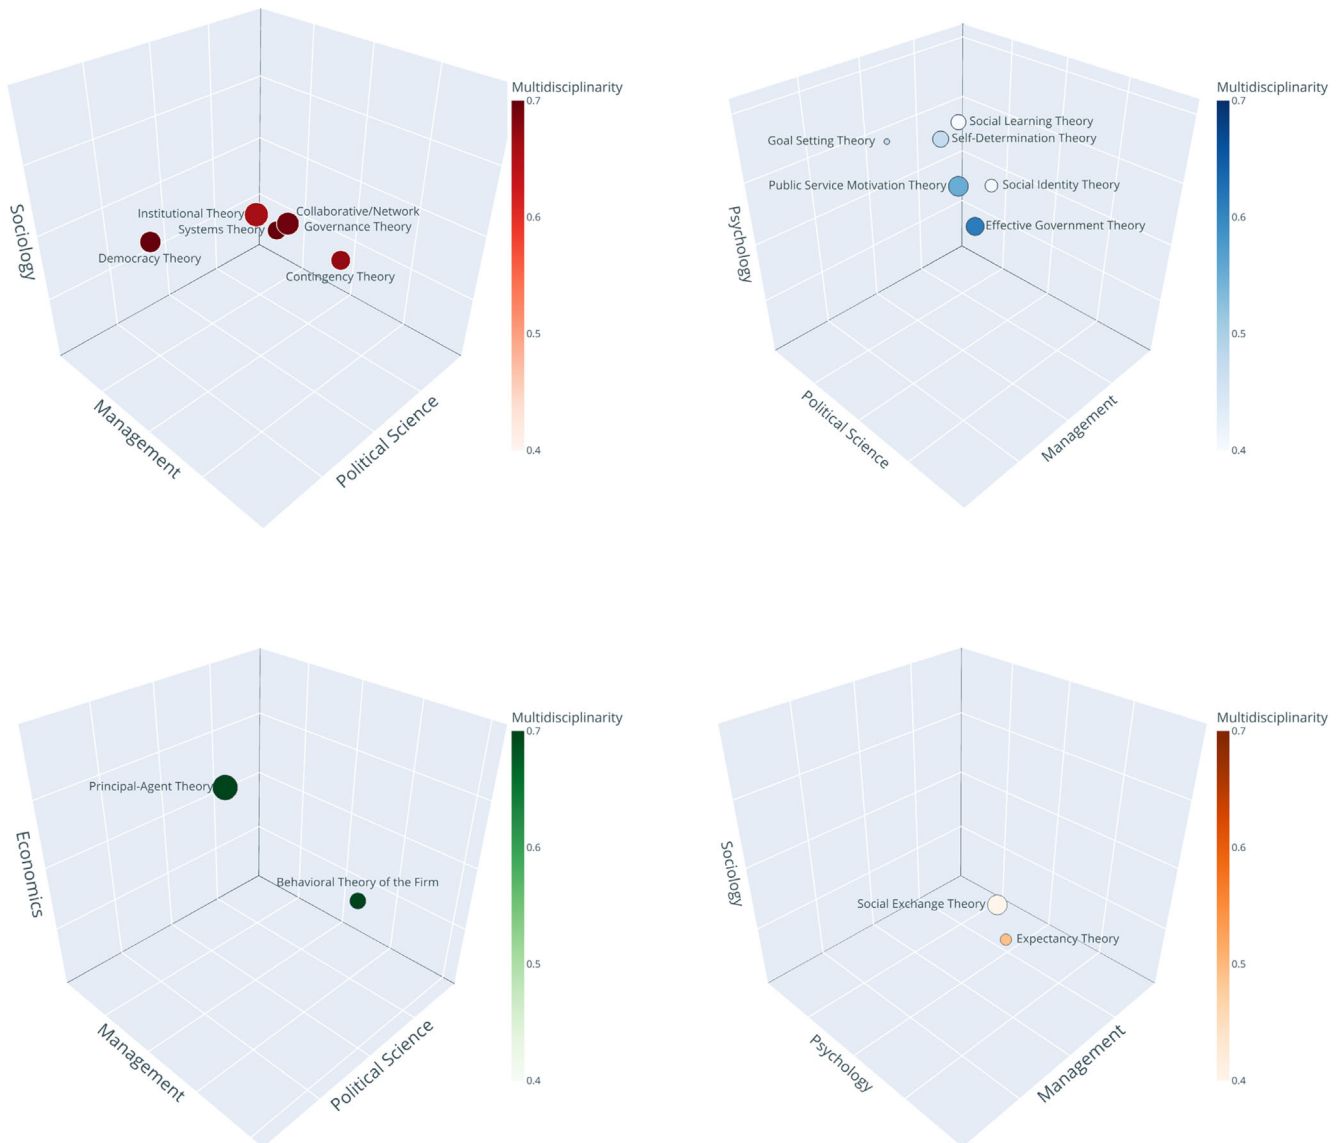 Multidisciplinarity
0.7
0.6
0.5
0.4
Sociology
Management
Political Science
Institutional Theory
Systems Theory
Collaborative/Network
Governance Theory
Democracy Theory
Contingency Theory
Multidisciplinarity
0.7
0.6
0.5
0.4
Psychology
Political Science
Management
Social Learning Theory
Goal Setting Theory
Self-Determination Theory
Public Service Motivation Theory
Social Identity Theory
Effective Government Theory
Multidisciplinarity
0.7
0.6
0.5
0.4
Economics
Management
Political Science
Principal-Agent Theory
Behavioral Theory of the Firm
Multidisciplinarity
0.7
0.6
0.5
0.4
Sociology
Psychology
Management
Social Exchange Theory
Expectancy Theory